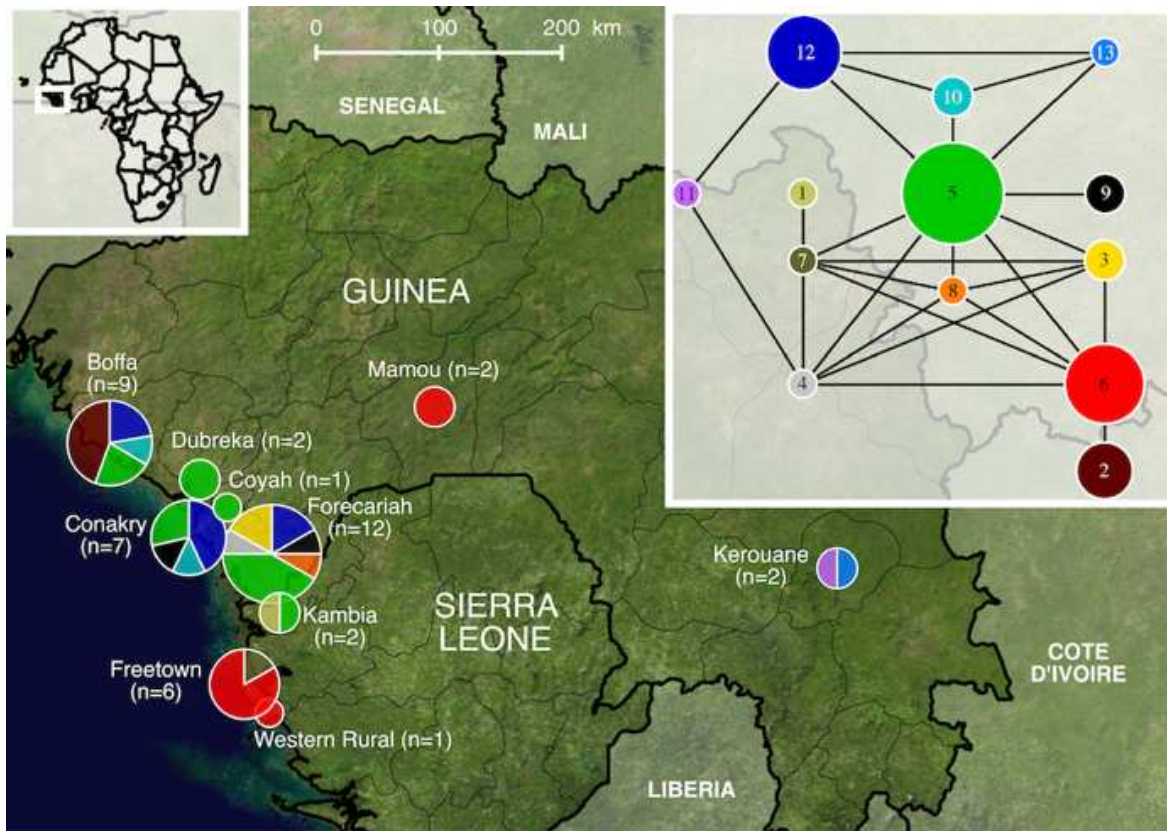 0 100 200 km
SENEGAL
MALI
GUINEA
Boffa
(n=9)
Mamou (n=2)
Dubreka (n=2)
Coyah (n=1)
Forecariah
(n=12)
Conakry
(n=7)
Kerouane
(n=2)
Kambia
(n=2)
SIERRA
LEONE
Freetown
(n=6)
Western Rural (n=1)
COTE
D'IVOIRE
LIBERIA
12
13
10
11
1
5
9
7
3
8
4
6
2